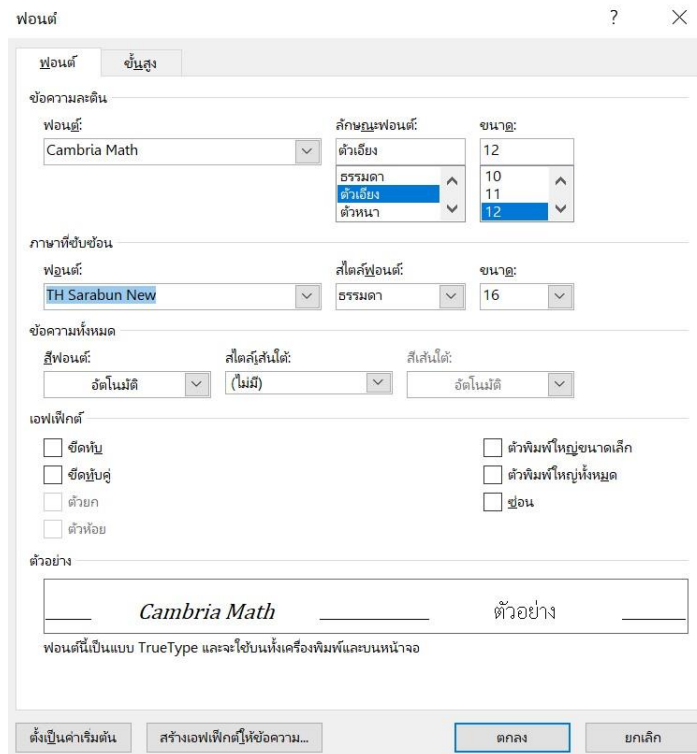 ฟอนต์ ? ×
ฟอนต์ ขั้นสูง
ข้อความละติน
ฟอนต์: ลักษณะฟอนต์: ขนาด:
Cambria Math ตัวเอียง 12
ธรรมดา 10
ตัวเอียง 11
ตัวหนา 12
ภาษาที่ซับซ้อน
ฟอนต์: สไตล์ฟอนต์: ขนาด:
TH Sarabun New ธรรมดา 16
ข้อความทั้งหมด
สีฟอนต์: สไตล์เส้นใต้: สีเส้นใต้:
อัตโนมัติ (ไม่มี) อัตโนมัติ
เอฟเฟ็กต์
ขีดทับ ตัวพิมพ์ใหญ่ขนาดเล็ก
ขีดทับคู่ ตัวพิมพ์ใหญ่ทั้งหมด
ตัวยก ซ่อน
ตัวห้อย
ตัวอย่าง
Cambria Math ตัวอย่าง
ฟอนต์นี้เป็นแบบ TrueType และจะใช้บนทั้งเครื่องพิมพ์และบนหน้าจอ
ตั้งเป็นค่าเริ่มต้น สร้างเอฟเฟ็กต์ให้ข้อความ... ตกลง ยกเลิก